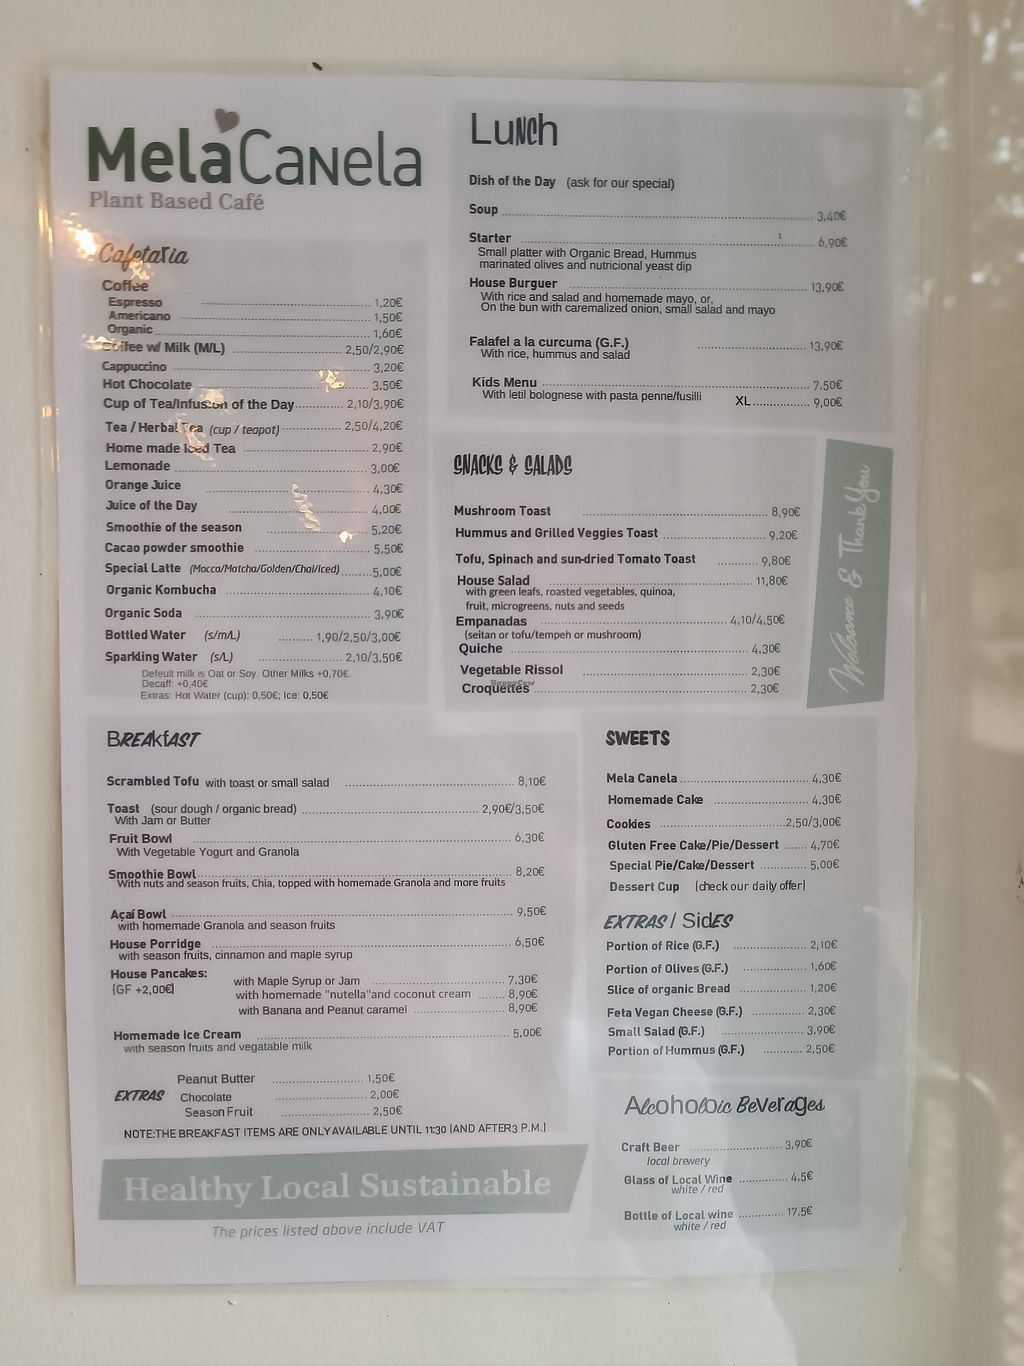 MelaCanela
Plant Based Café
Cafetaria
Coffee
Espresso ........ 1,20€
Americano ........ 1,50€
Organic ........ 1,60€
Coffee w/ Milk (M/L) ........ 2,50/2,90€
Cappuccino ........ 3,20€
Hot Chocolate ........ 3,50€
Cup of Tea/Infusion of the Day ........ 2,10/3,90€
Tea / Herbal Tea (cup / teapot) ........ 2,50/4,20€
Home made Iced Tea ........ 2,90€
Lemonade ........ 3,00€
Orange Juice ........ 4,30€
Juice of the Day ........ 4,00€
Smoothie of the season ........ 5,20€
Cacao powder smoothie ........ 5,50€
Special Latte (Mocca/Matcha/Golden/Chai/Iced) ........ 5,00€
Organic Kombucha ........ 4,10€
Organic Soda ........ 3,90€
Bottled Water (s/m/L) ........ 1,90/2,50/3,00€
Sparkling Water (s/L) ........ 2,10/3,50€
Defeult milk is Oat or Soy. Other Milks +0,70€.
Decaff: +0,40€
Extras: Hot Water (cup): 0,50€; Ice: 0,50€
Lunch
Dish of the Day (ask for our special)
Soup ........ 3,40€
Starter ........ 6,90€
Small platter with Organic Bread, Hummus
marinated olives and nutricional yeast dip
House Burguer ........ 13,90€
With rice and salad and homemade mayo, or,
On the bun with caremalized onion, small salad and mayo
Falafel a la curcuma (G.F.) ........ 13,90€
With rice, hummus and salad
Kids Menu ........ 7,50€
With letil bolognese with pasta penne/fusilli XL ........ 9,00€
SNACKS & SALADS
Mushroom Toast ........ 8,90€
Hummus and Grilled Veggies Toast ........ 9,20€
Tofu, Spinach and sun-dried Tomato Toast ........ 9,80€
House Salad ........ 11,80€
with green leafs, roasted vegetables, quinoa,
fruit, microgreens, nuts and seeds
Empanadas ........ 4,10/4,50€
(seitan or tofu/tempeh or mushroom)
Quiche ........ 4,30€
Vegetable Rissol ........ 2,30€
Croquettes ........ 2,30€
HappyCow
Welcome & Thank You
Breakfast
Scrambled Tofu with toast or small salad ........ 8,10€
Toast (sour dough / organic bread) ........ 2,90€/3,50€
With Jam or Butter
Fruit Bowl ........ 6,30€
With Vegetable Yogurt and Granola
Smoothie Bowl ........ 8,20€
With nuts and season fruits, Chia, topped with homemade Granola and more fruits
Açaí Bowl ........ 9,50€
with homemade Granola and season fruits
House Porridge ........ 6,50€
with season fruits, cinnamon and maple syrup
House Pancakes: with Maple Syrup or Jam ........ 7,30€
(GF +2,00€) with homemade "nutella"and coconut cream ........ 8,90€
with Banana and Peanut caramel ........ 8,90€
Homemade Ice Cream ........ 5,00€
with season fruits and vegatable milk
EXTRAS
Peanut Butter ........ 1,50€
Chocolate ........ 2,00€
Season Fruit ........ 2,50€
NOTE:THE BREAKFAST ITEMS ARE ONLY AVAILABLE UNTIL 11:30 (AND AFTER 3 P.M.)
SWEETS
Mela Canela ........ 4,30€
Homemade Cake ........ 4,30€
Cookies ........ 2,50/3,00€
Gluten Free Cake/Pie/Dessert ........ 4,70€
Special Pie/Cake/Dessert ........ 5,00€
Dessert Cup (check our daily offer)
EXTRAS / Sides
Portion of Rice (G.F.) ........ 2,10€
Portion of Olives (G.F.) ........ 1,60€
Slice of organic Bread ........ 1,20€
Feta Vegan Cheese (G.F.) ........ 2,30€
Small Salad (G.F.) ........ 3,90€
Portion of Hummus (G.F.) ........ 2,50€
Alcoholoic Beverages
Craft Beer ........ 3,90€
local brewery
Glass of Local Wine ........ 4,5€
white / red
Bottle of Local wine ........ 17,5€
white / red
Healthy Local Sustainable
The prices listed above include VAT